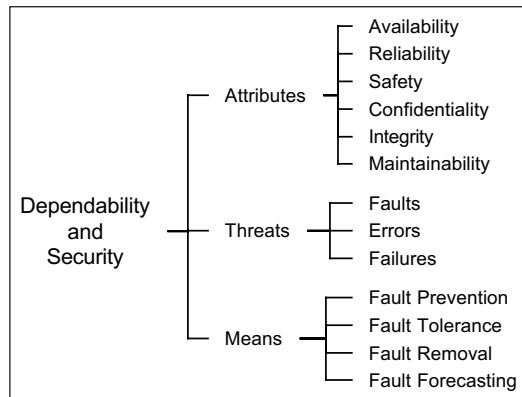 Availability
Reliability
Safety
Attributes
Confidentiality
Integrity
Maintainability
Dependability
and
Security
Threats
Faults
Errors
Failures
Means
Fault Prevention
Fault Tolerance
Fault Removal
Fault Forecasting